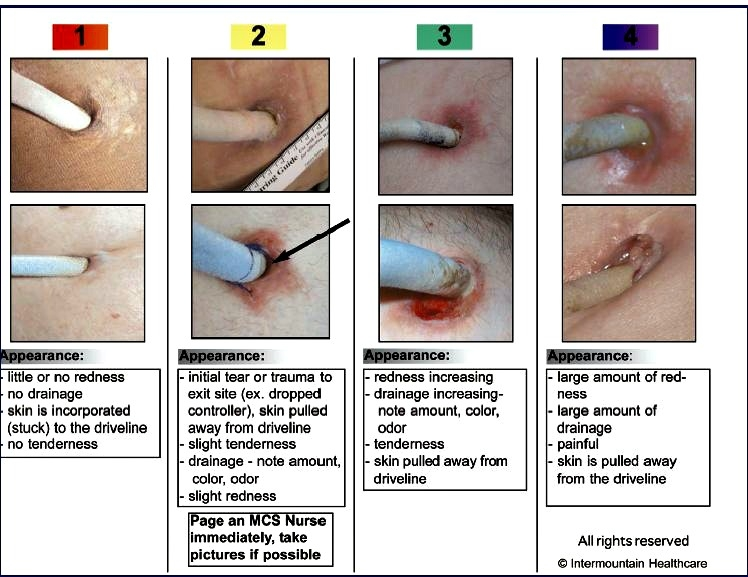 1
2
3
4
uring Guide
Appearance:
- little or no redness
- no drainage
- skin is incorporated
(stuck) to the driveline
- no tenderness
Appearance:
- initial tear or trauma to
exit site (ex. dropped
controller), skin pulled
away from driveline
- slight tenderness
- drainage - note amount,
color, odor
- slight redness
Page an MCS Nurse
immediately, take
pictures if possible
Appearance:
- redness increasing
- drainage increasing-
note amount, color,
odor
- tenderness
- skin pulled away from
driveline
Appearance:
- large amount of red-
ness
- large amount of
drainage
- painful
- skin is pulled away
from the driveline
All rights reserved
© Intermountain Healthcare